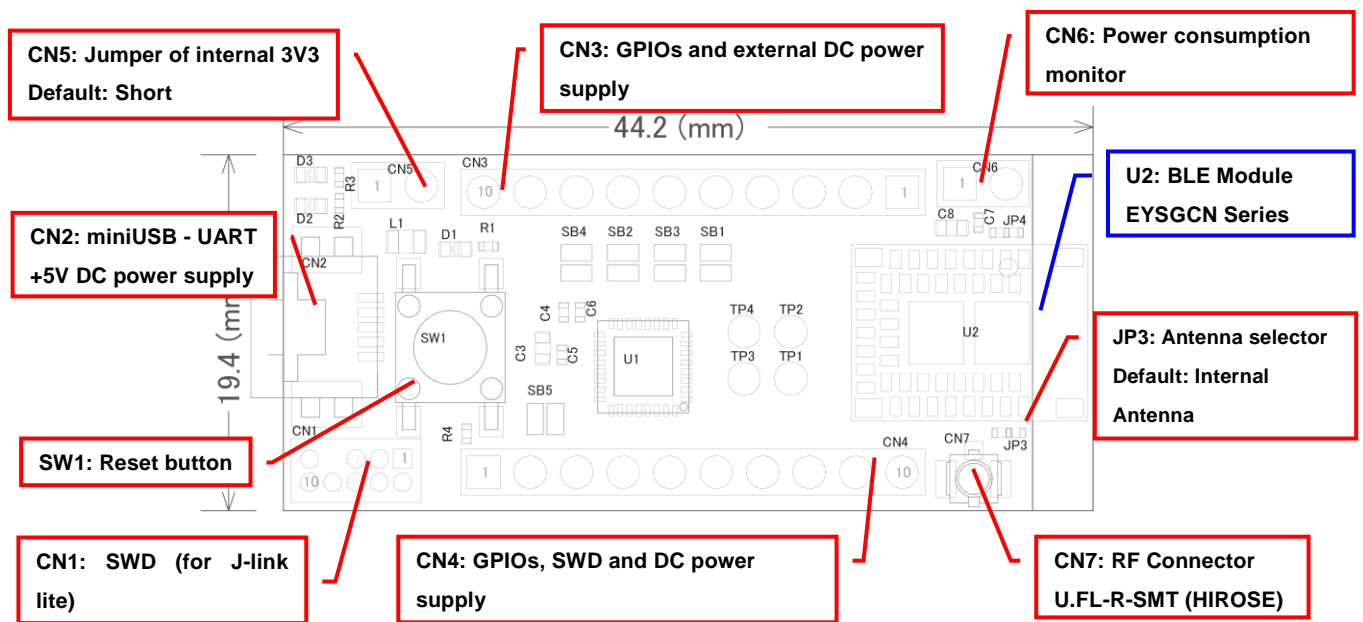 CN5: Jumper of internal 3V3
Default: Short
CN3: GPIOs and external DC power
supply
CN6: Power consumption
monitor
44.2 (mm)
D3
R3
CN5
1
CN3
10
1
CN6
1
U2: BLE Module
EYSGCN Series
D2
R2
L1
D1
R1
SB4
SB2
SB3
SB1
C8
C7
JP4
CN2: miniUSB - UART
+5V DC power supply
CN2
19.4 (mm)
SW1
C4
C6
C3
C5
U1
TP4
TP2
TP3
TP1
U2
JP3: Antenna selector
Default: Internal
Antenna
SB5
CN1
R4
1
10
1
CN4
10
CN7
JP3
SW1: Reset button
CN1: SWD (for J-link
lite)
CN4: GPIOs, SWD and DC power
supply
CN7: RF Connector
U.FL-R-SMT (HIROSE)